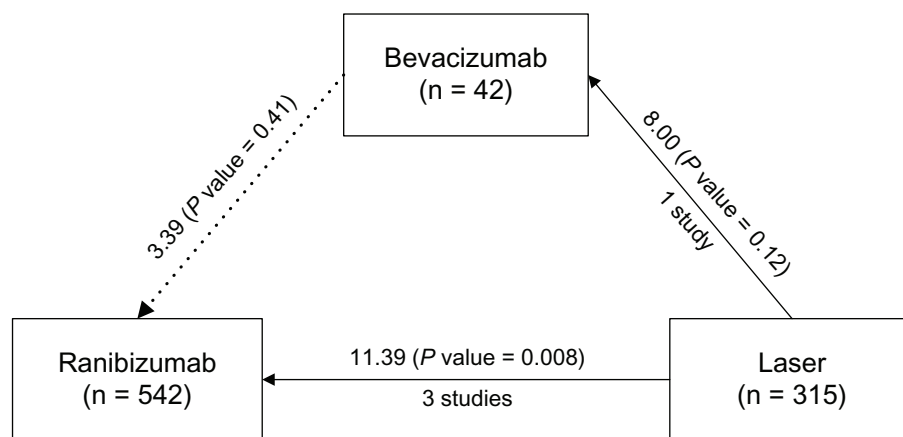 Bevacizumab
(n = 42)
3.39 (P value = 0.41)
8.00 (P value = 0.12)
1 study
Ranibizumab
(n = 542)
11.39 (P value = 0.008)
3 studies
Laser
(n = 315)